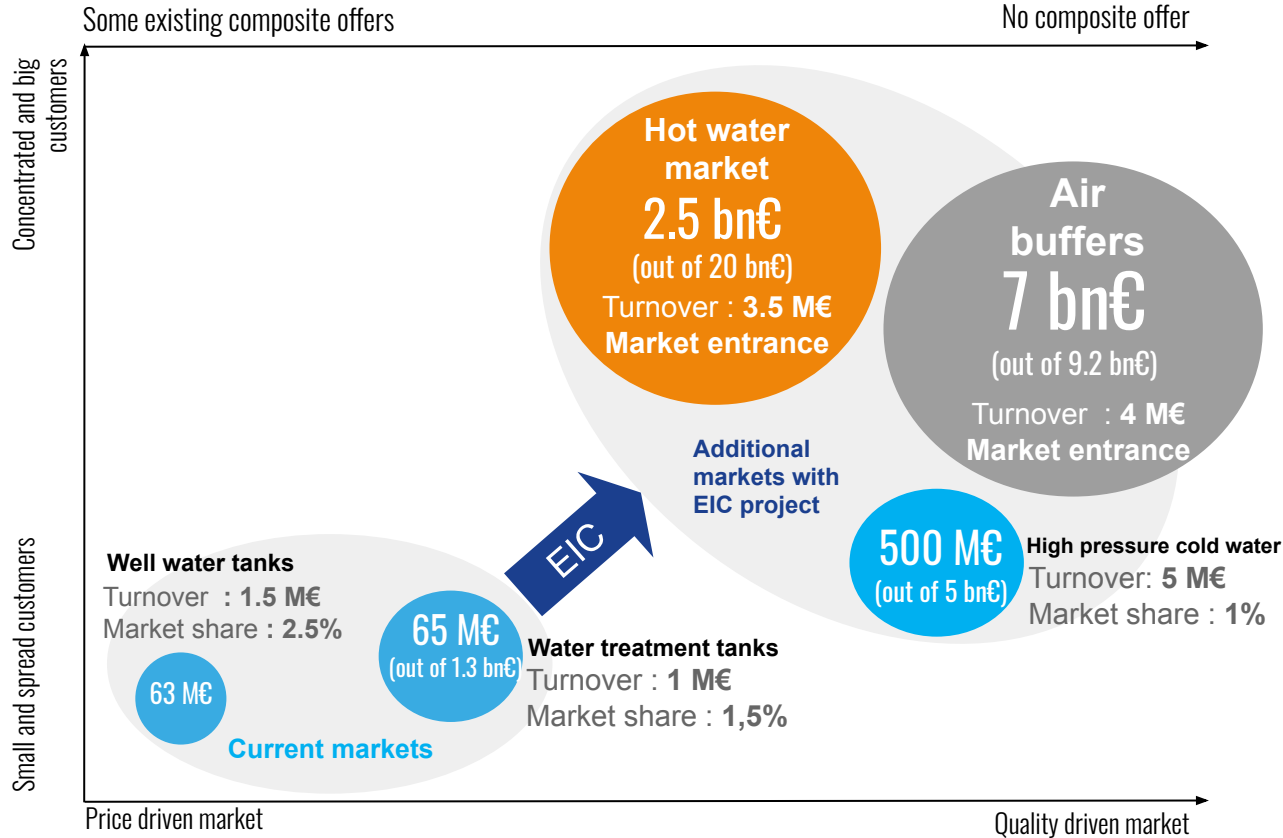 Some existing composite offers
No composite offer
Concentrated and big
customers
Small and spread customers
Hot water
market
2.5 bn€
(out of 20 bn€)
Turnover : 3.5 M€
Market entrance
Air
buffers
7 bn€
(out of 9.2 bn€)
Turnover : 4 M€
Market entrance
Additional
markets with
EIC project
EIC
500 M€
(out of 5 bn€)
High pressure cold water
Turnover: 5 M€
Market share : 1%
Well water tanks
Turnover : 1.5 M€
Market share : 2.5%
63 M€
65 M€
(out of 1.3 bn€)
Water treatment tanks
Turnover : 1 M€
Market share : 1,5%
Current markets
Price driven market
Quality driven market